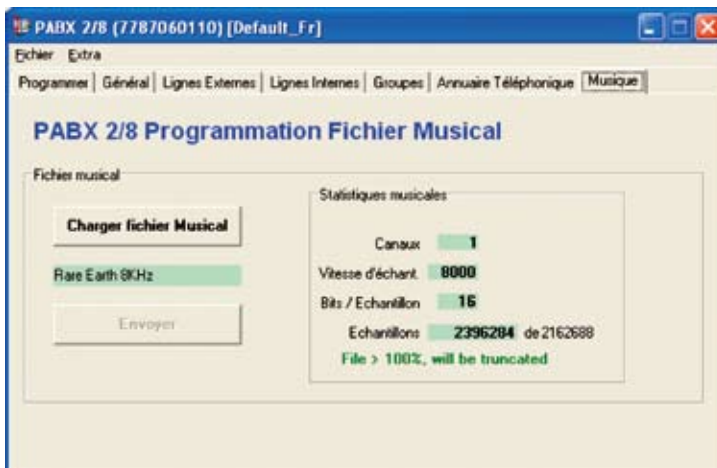 PABX 2/8 (7787060110) [Default_Fr]
Fichier Extra
Programmer Général Lignes Externes Lignes Internes Groupes Annuaire Téléphonique Musique
PABX 2/8 Programmation Fichier Musical
Fichier musical
Charger fichier Musical
Rare Earth 8KHz
Envoyer
Statistiques musicales
Canaux 1
Vitesse d'échant. 8000
Bits / Echantillon 16
Echantillons 2396284 de 2162688
File > 100%, will be truncated